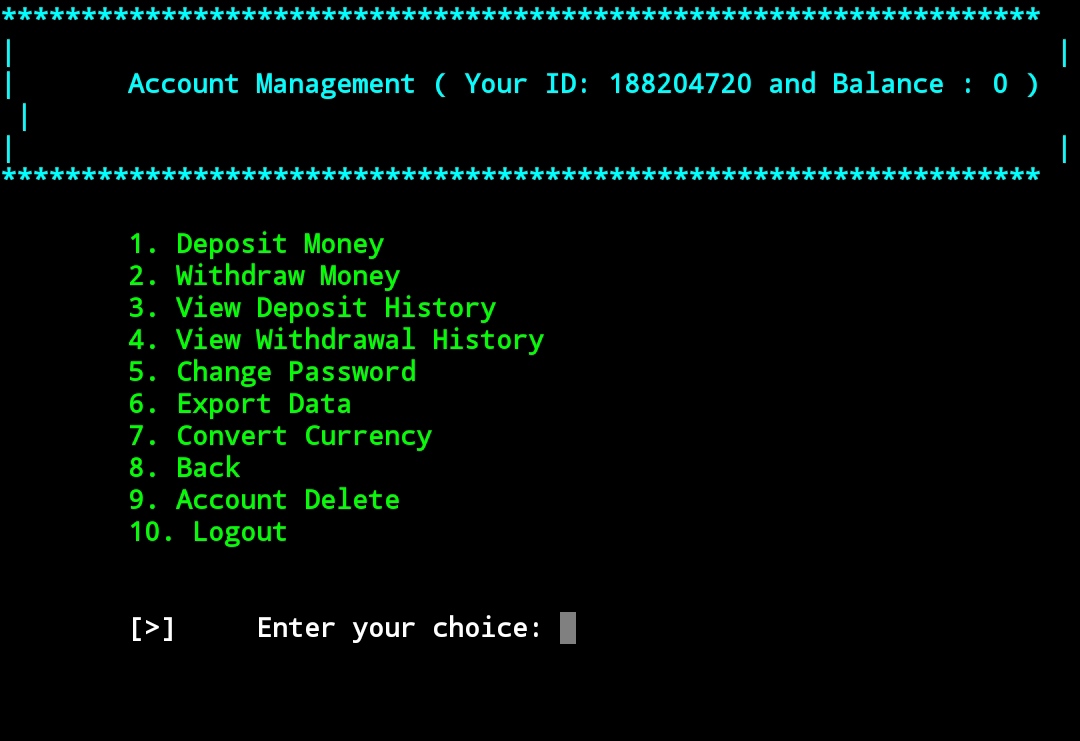 *****************************************************************
|                                                                  |
|       Account Management ( Your ID: 188204720 and Balance : 0 )
 |
|                                                                  |
*****************************************************************
1. Deposit Money
2. Withdraw Money
3. View Deposit History
4. View Withdrawal History
5. Change Password
6. Export Data
7. Convert Currency
8. Back
9. Account Delete
10. Logout
[>]     Enter your choice: